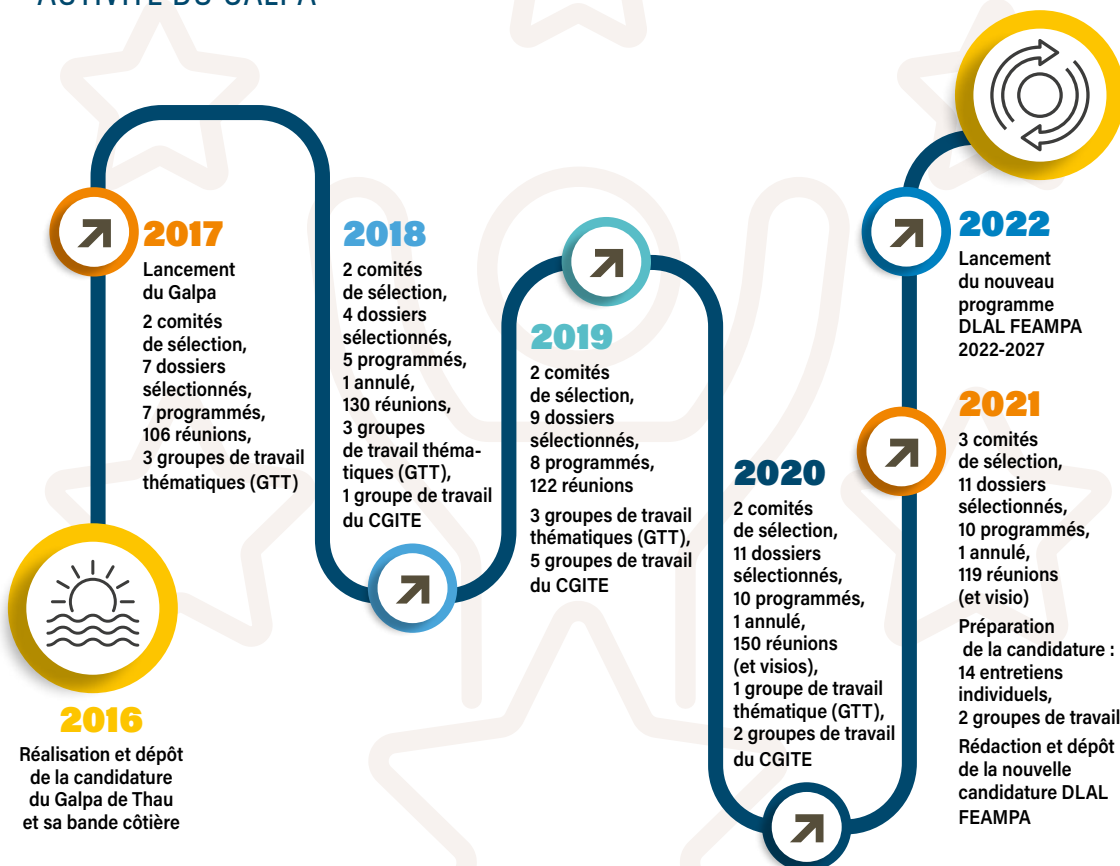 ACTIVITÉ DU GALPA
2016
Réalisation et dépôt
de la candidature
du Galpa de Thau
et sa bande côtière
2017
Lancement
du Galpa
2 comités
de sélection,
7 dossiers
sélectionnés,
7 programmés,
106 réunions,
3 groupes de travail
thématiques (GTT)
2018
2 comités
de sélection,
4 dossiers
sélectionnés,
5 programmés,
1 annulé,
130 réunions,
3 groupes
de travail théma-
tiques (GTT),
1 groupe de travail
du CGITE
2019
2 comités
de sélection,
9 dossiers
sélectionnés,
8 programmés,
122 réunions
3 groupes de travail
thématiques (GTT),
5 groupes de travail
du CGITE
2020
2 comités
de sélection,
11 dossiers
sélectionnés,
10 programmés,
1 annulé,
150 réunions
(et visios),
1 groupe de travail
thématique (GTT),
2 groupes de travail
du CGITE
2021
3 comités
de sélection,
11 dossiers
sélectionnés,
10 programmés,
1 annulé,
119 réunions
(et visio)
Préparation
de la candidature :
14 entretiens
individuels,
2 groupes de travail
Rédaction et dépôt
de la nouvelle
candidature DLAL
FEAMPA
2022
Lancement
du nouveau
programme
DLAL FEAMPA
2022-2027